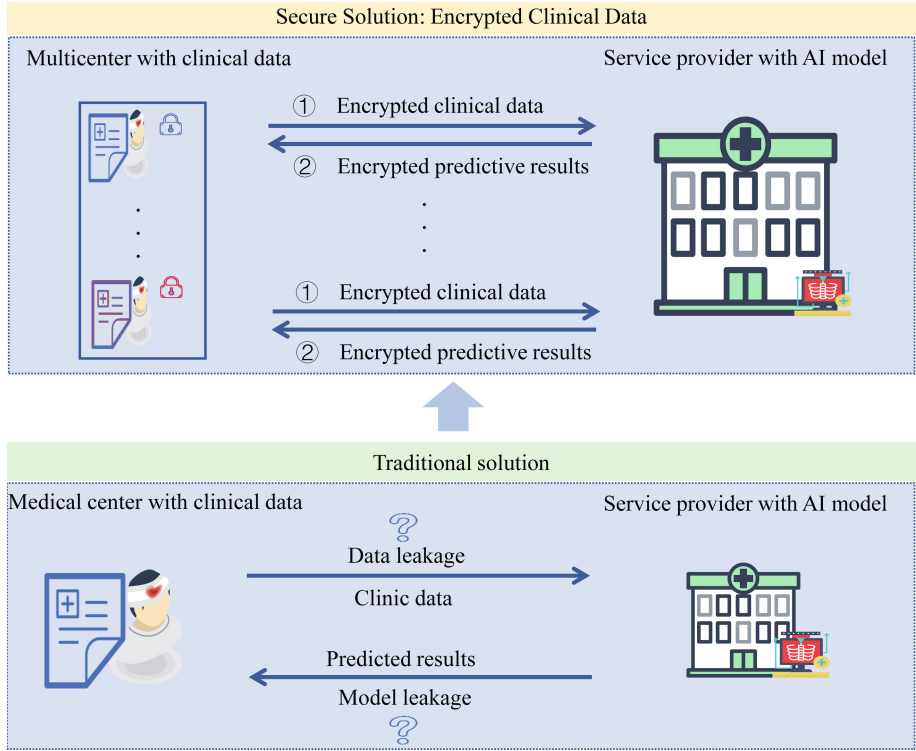 Secure Solution: Encrypted Clinical Data
Multicenter with clinical data
Service provider with AI model
① Encrypted clinical data
② Encrypted predictive results
① Encrypted clinical data
② Encrypted predictive results
Traditional solution
Medical center with clinical data
Service provider with AI model
?
Data leakage
Clinic data
Predicted results
Model leakage
?